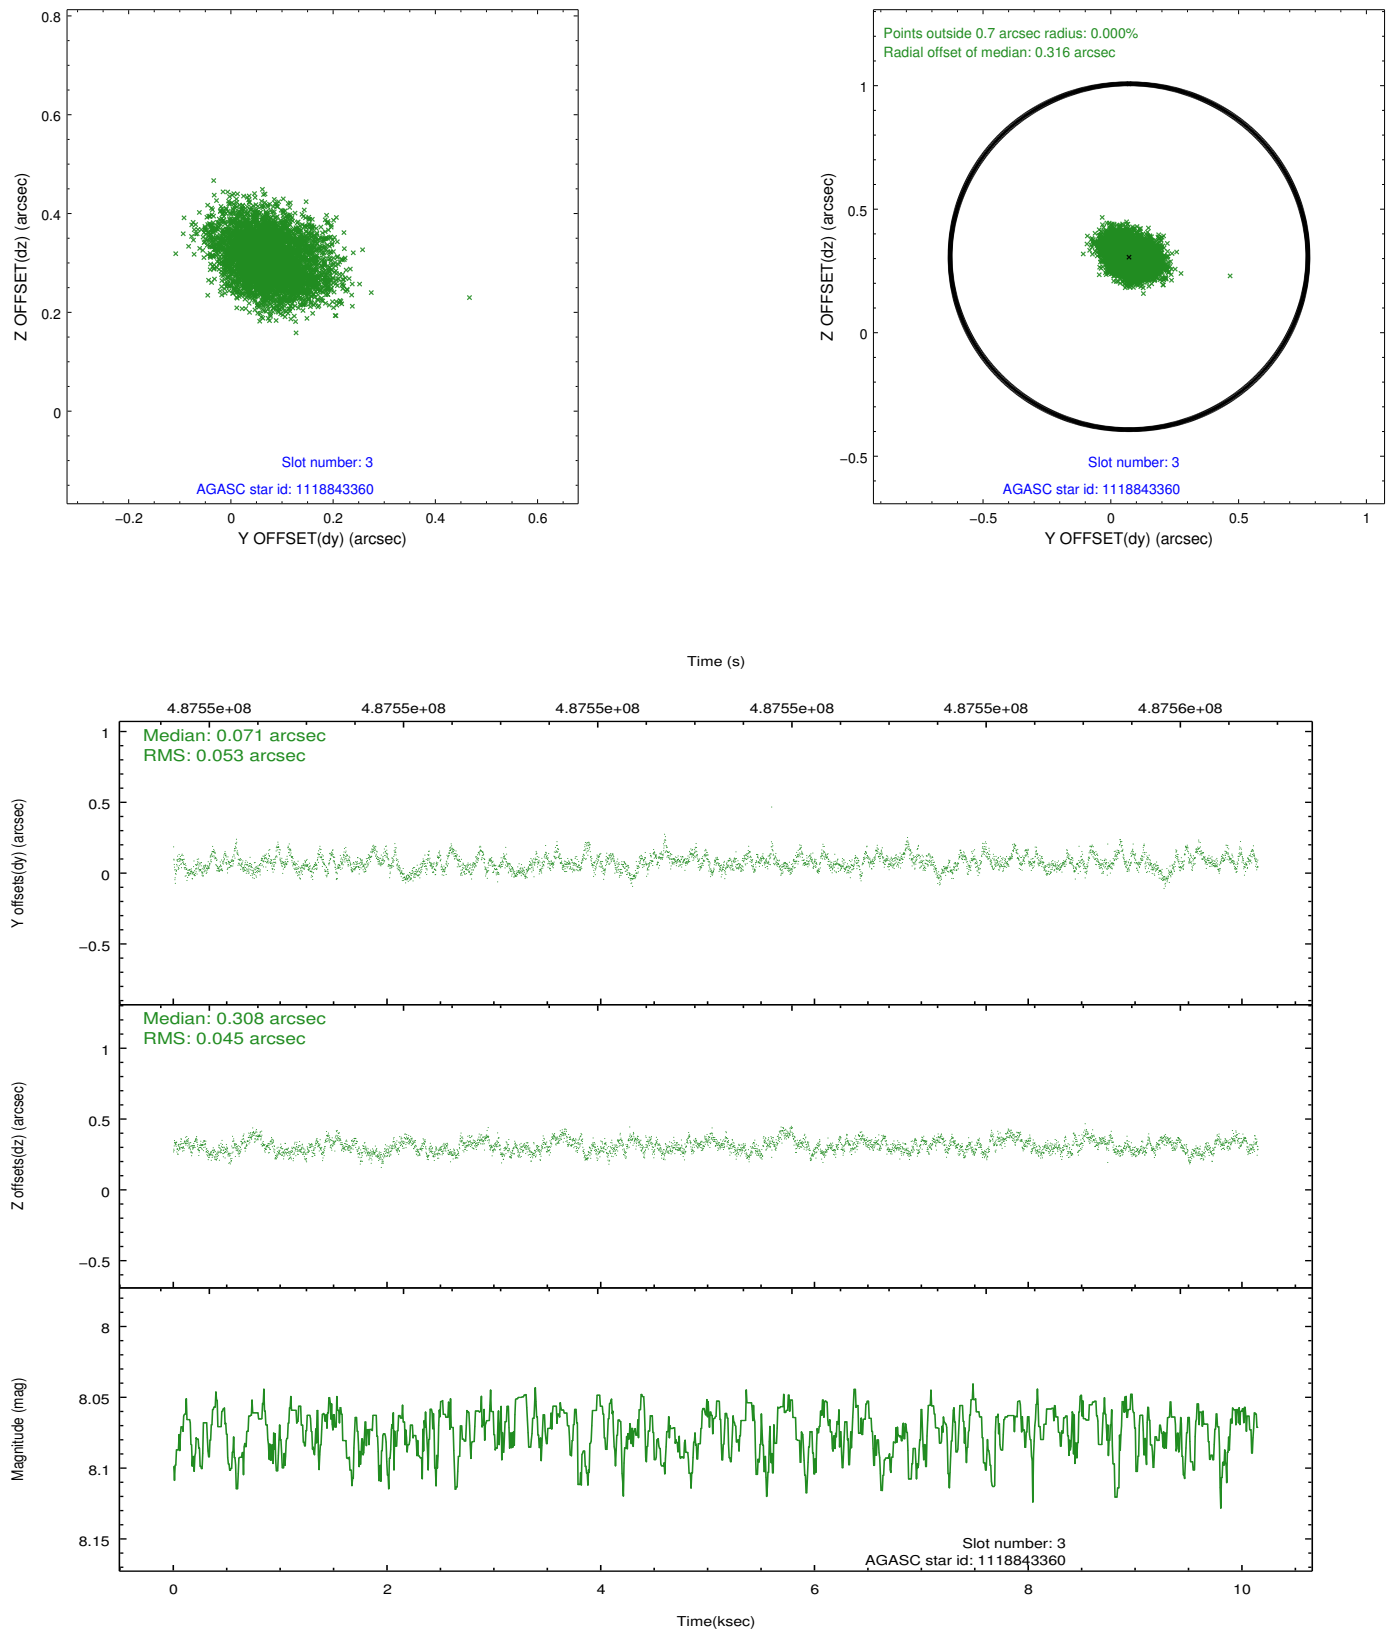 0.8
0.6
0.4
0.2
0
Z OFFSET(dz) (arcsec)
Slot number: 3
AGASC star id: 1118843360
−0.2 0 0.2 0.4 0.6
Y OFFSET(dy) (arcsec)
Points outside 0.7 arcsec radius: 0.000%
Radial offset of median: 0.316 arcsec
1
0.5
0
−0.5
Z OFFSET(dz) (arcsec)
Slot number: 3
AGASC star id: 1118843360
−0.5 0 0.5 1
Y OFFSET(dy) (arcsec)
Time (s)
4.8755e+08 4.8755e+08 4.8755e+08 4.8755e+08 4.8755e+08 4.8756e+08
Median: 0.071 arcsec
RMS: 0.053 arcsec
1
0.5
0
−0.5
Y offsets(dy) (arcsec)
Median: 0.308 arcsec
RMS: 0.045 arcsec
1
0.5
0
−0.5
Z offsets(dz) (arcsec)
8
8.05
8.1
8.15
Magnitude (mag)
Slot number: 3
AGASC star id: 1118843360
0 2 4 6 8 10
Time(ksec)